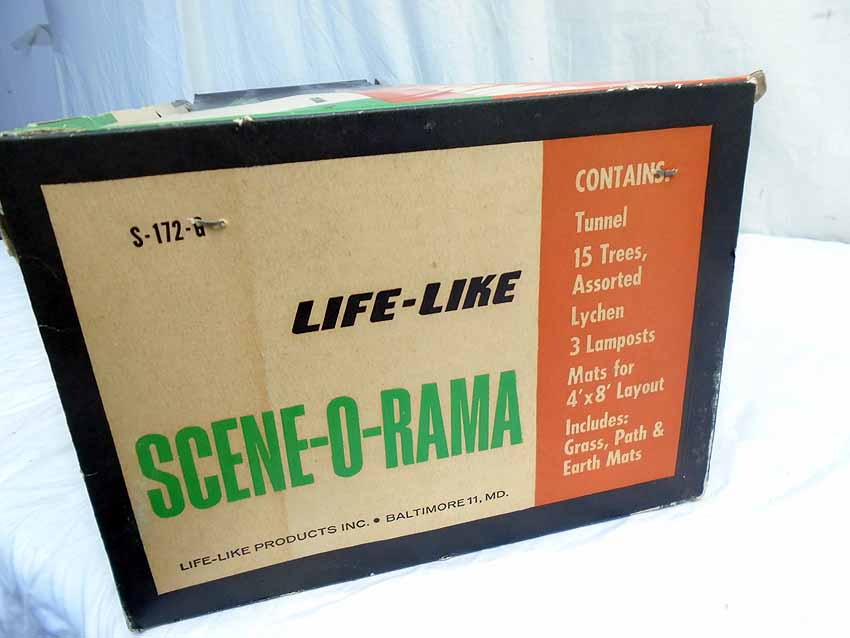 S-172-G
LIFE-LIKE
SCENE-O-RAMA
LIFE-LIKE PRODUCTS INC. • BALTIMORE 11, MD.
CONTAINS:
Tunnel
15 Trees,
Assorted
Lychen
3 Lamposts
Mats for
4'x8' Layout
Includes:
Grass, Path &
Earth Mats